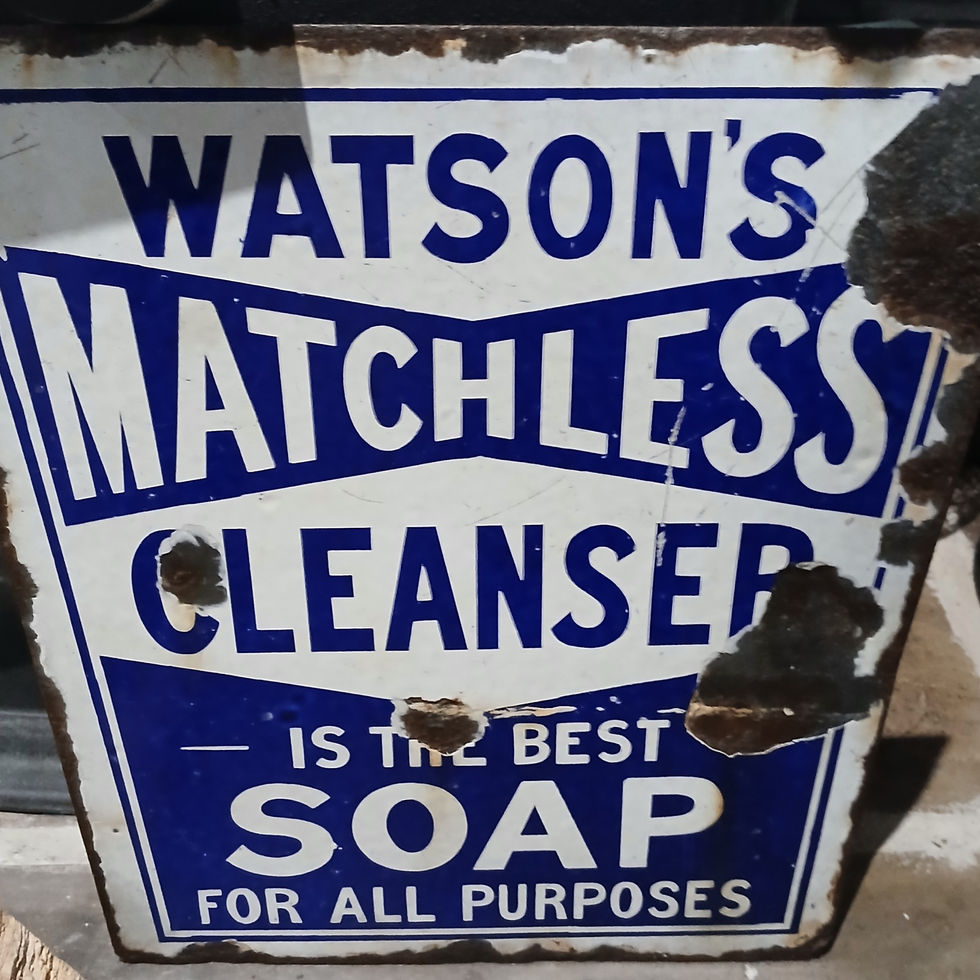 WATSON'S
MATCHLESS
CLEANSER
— IS THE BEST
SOAP
FOR ALL PURPOSES